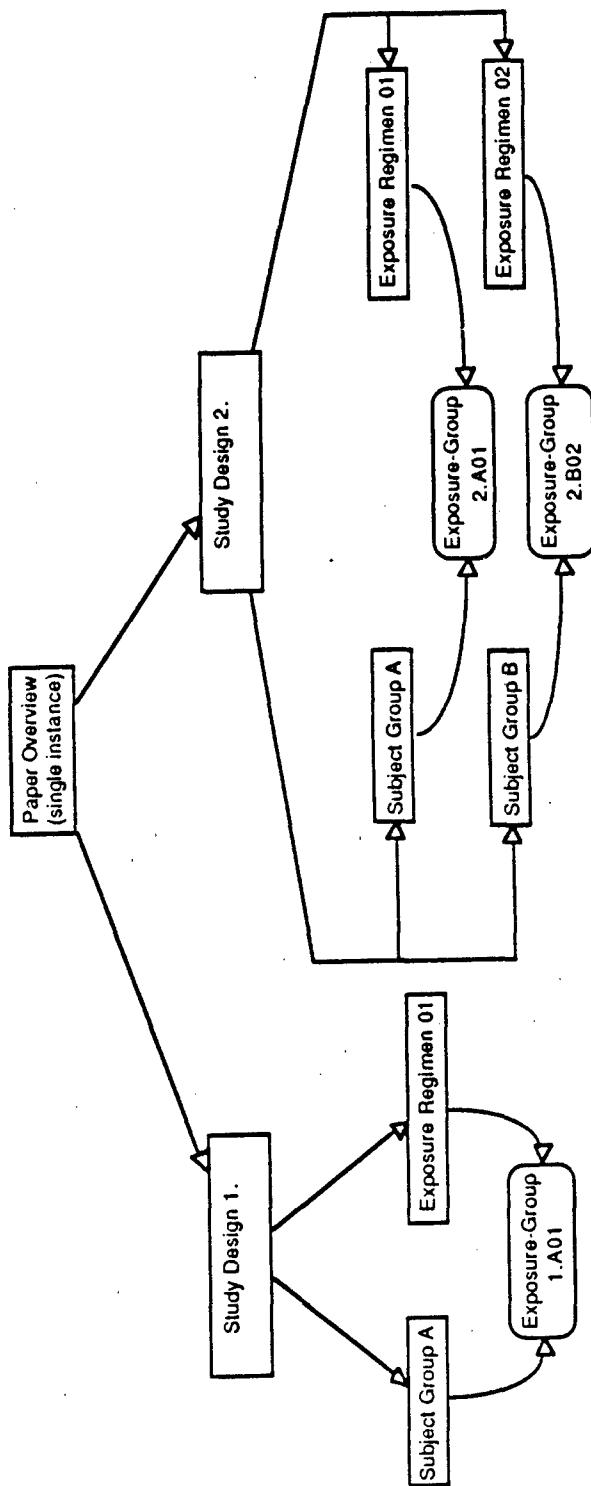 Paper Overview
(single instance)
Study Design 1.
Study Design 2.
Subject Group A
Exposure Regimen 01
Exposure-Group
1.A01
Subject Group A
Exposure Regimen 01
Exposure-Group
2.A01
Subject Group B
Exposure Regimen 02
Exposure-Group
2.B02